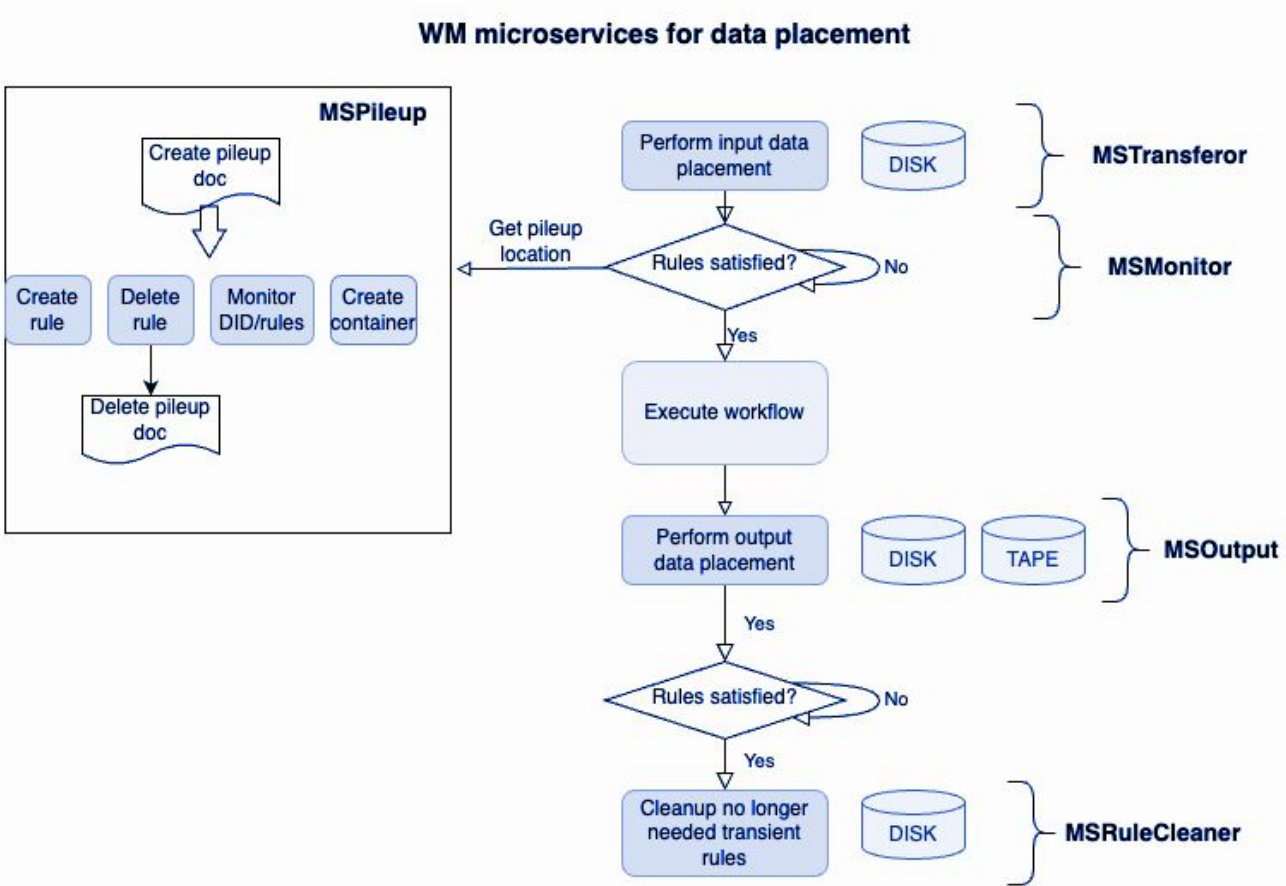 WM microservices for data placement
MSPileup
Create pileup
doc
Create
rule
Delete
rule
Monitor
DID/rules
Create
container
Delete pileup
doc
Perform input data
placement
DISK
MSTransferor
Get pileup
location
Rules satisfied?
No
MSMonitor
Yes
Execute workflow
Perform output
data placement
DISK
TAPE
MSOutput
Yes
Rules satisfied?
No
Yes
Cleanup no longer
needed transient
rules
DISK
MSRuleCleaner